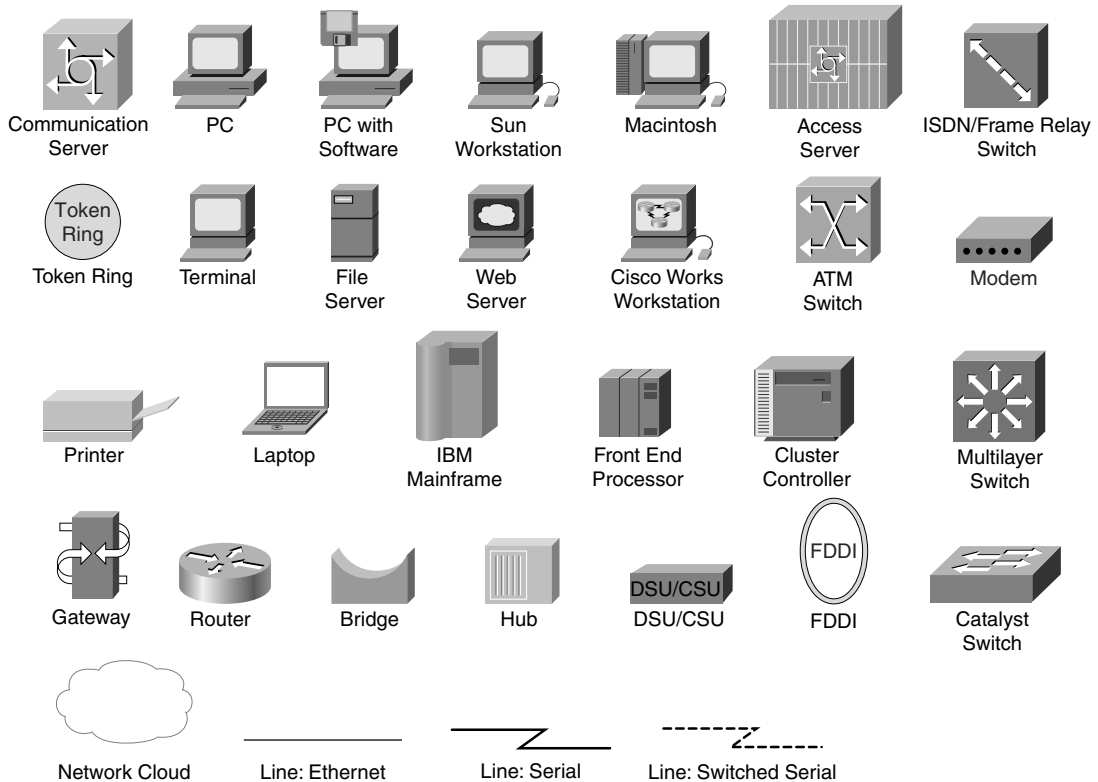 Communication
Server
PC
PC with
Software
Sun
Workstation
Macintosh
Access
Server
ISDN/Frame Relay
Switch
Token
Ring
Token Ring
Terminal
File
Server
Web
Server
Cisco Works
Workstation
ATM
Switch
Modem
Printer
Laptop
IBM
Mainframe
Front End
Processor
Cluster
Controller
Multilayer
Switch
Gateway
Router
Bridge
Hub
DSU/CSU
DSU/CSU
FDDI
FDDI
Catalyst
Switch
Network Cloud
Line: Ethernet
Line: Serial
Line: Switched Serial